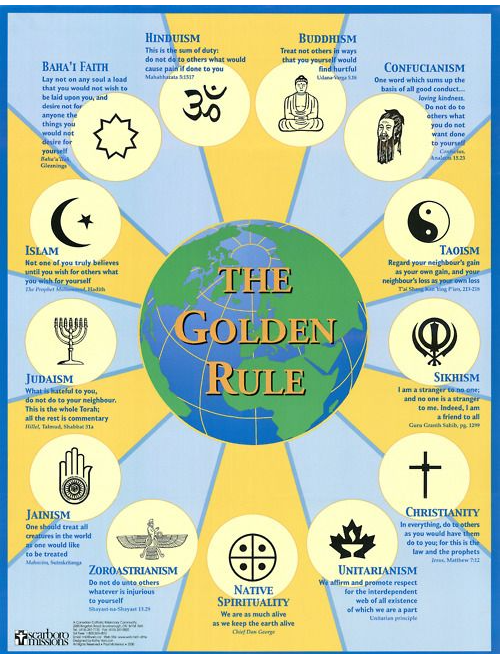 THE
GOLDEN
RULE
HINDUISM
This is the sum of duty:
do not do to others what would
cause pain if done to you
Mahabharata 5:1517
BUDDHISM
Treat not others in ways
that you yourself would
find hurtful
Udana-Varga 5.18
CONFUCIANISM
One word which sums up the
basis of all good conduct...
loving kindness.
Do not do to
others what
you do not
want done
to yourself
Confucius,
Analects 15.23
TAOISM
Regard your neighbour's gain
as your own gain, and your
neighbour's loss as your own loss
T'ai Shang Kan Ying P'ien, 213-218
SIKHISM
I am a stranger to no one;
and no one is a stranger
to me. Indeed, I am
a friend to all
Guru Granth Sahib, pg. 1299
CHRISTIANITY
In everything, do to others
as you would have them
do to you; for this is the
law and the prophets
Jesus, Matthew 7:12
UNITARIANISM
We affirm and promote respect
for the interdependent
web of all existence
of which we are a part
Unitarian principle
NATIVE
SPIRITUALITY
We are as much alive
as we keep the earth alive
Chief Dan George
ZOROASTRIANISM
Do not do unto others
whatever is injurious
to yourself
Shayast-na-Shayast 13.29
JAINISM
One should treat all
creatures in the world
as one would like
to be treated
Mahavira, Sutrakritanga
JUDAISM
What is hateful to you,
do not do to your neighbour.
This is the whole Torah;
all the rest is commentary
Hillel, Talmud, Shabbat 31a
ISLAM
Not one of you truly believes
until you wish for others what
you wish for yourself
The Prophet Muhammad, Hadith
BAHA'I FAITH
Lay not on any soul a load
that you would not wish to
be laid upon you, and
desire not for
anyone the
things you
would not
desire for
yourself
Baha'u'llah
Gleanings
scarboro
missions